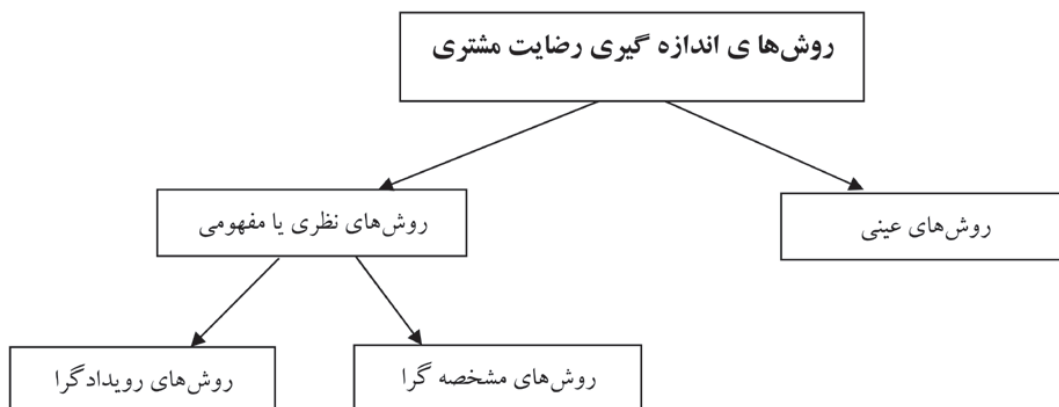 روش‌ها ی اندازه گیری رضایت مشتری
روش‌های عینی
روش‌های نظری یا مفهومی
روش‌های مشخصه گرا
روش‌های رویدادگرا